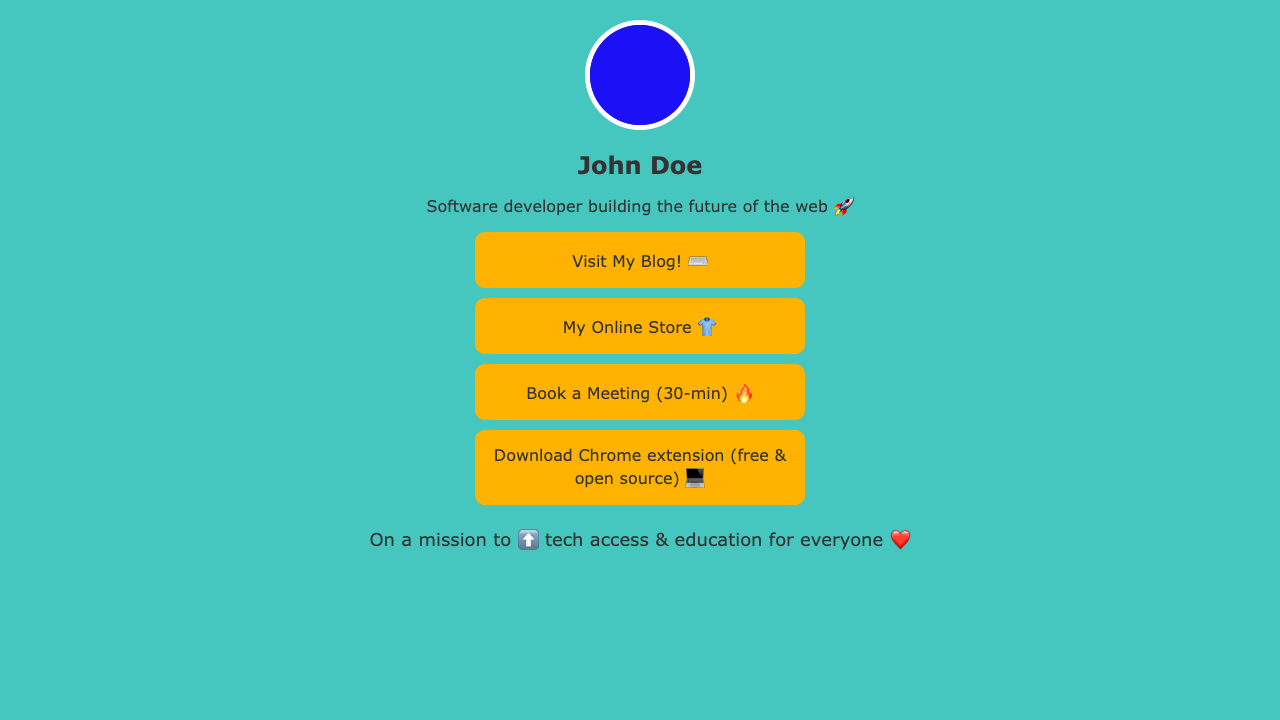 John Doe
Software developer building the future of the web 🚀
Visit My Blog! ⌨️
My Online Store 👕
Book a Meeting (30-min) 🔥
Download Chrome extension (free &
open source) 💻
On a mission to ⬆️ tech access & education for everyone ❤️